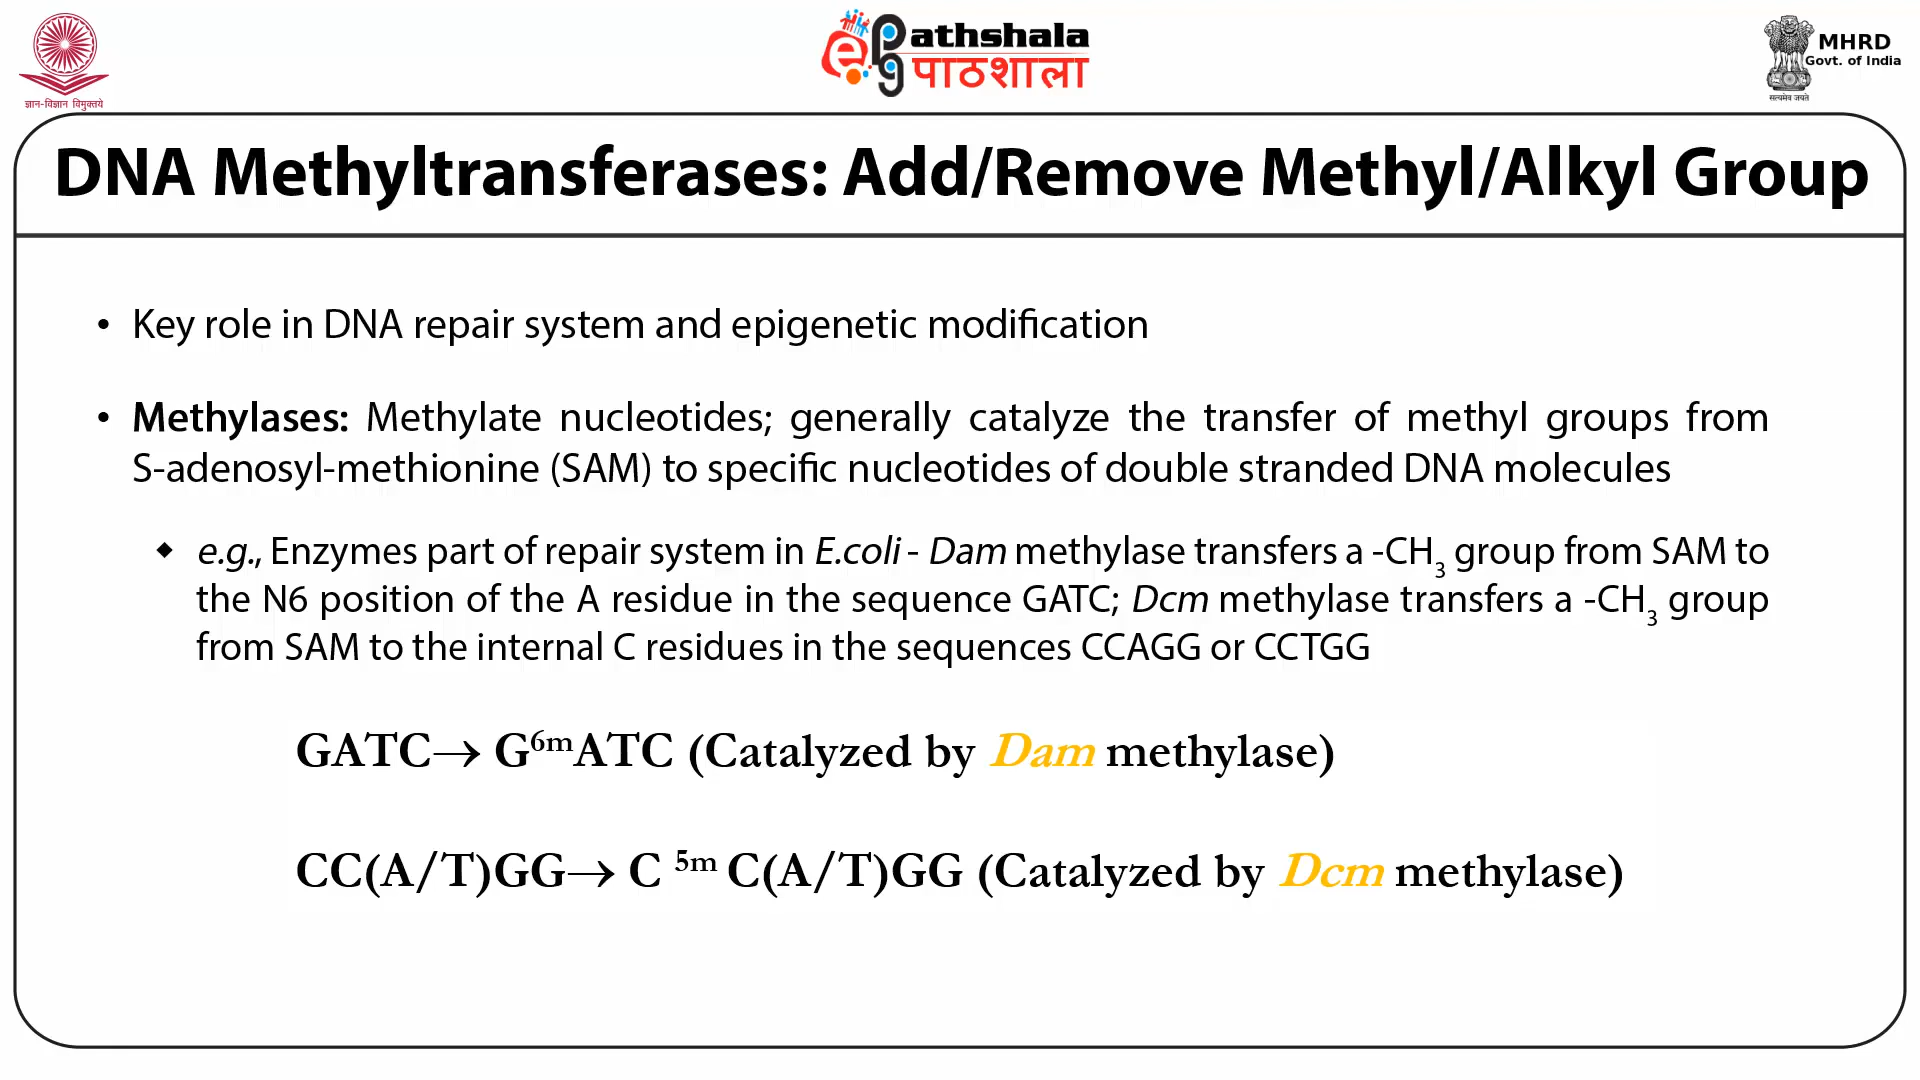 ज्ञान-विज्ञान विमुक्तये
ePathshala
पाठशाला
MHRD
Govt. of India
सत्यमेव जयते
DNA Methyltransferases: Add/Remove Methyl/Alkyl Group
• Key role in DNA repair system and epigenetic modification
• Methylases: Methylate nucleotides; generally catalyze the transfer of methyl groups from
S-adenosyl-methionine (SAM) to specific nucleotides of double stranded DNA molecules
◆ e.g., Enzymes part of repair system in E.coli - Dam methylase transfers a -CH₃ group from SAM to
the N6 position of the A residue in the sequence GATC; Dcm methylase transfers a -CH₃ group
from SAM to the internal C residues in the sequences CCAGG or CCTGG
GATC→ G⁶ᵐATC (Catalyzed by Dam methylase)
CC(A/T)GG→ C ⁵ᵐ C(A/T)GG (Catalyzed by Dcm methylase)